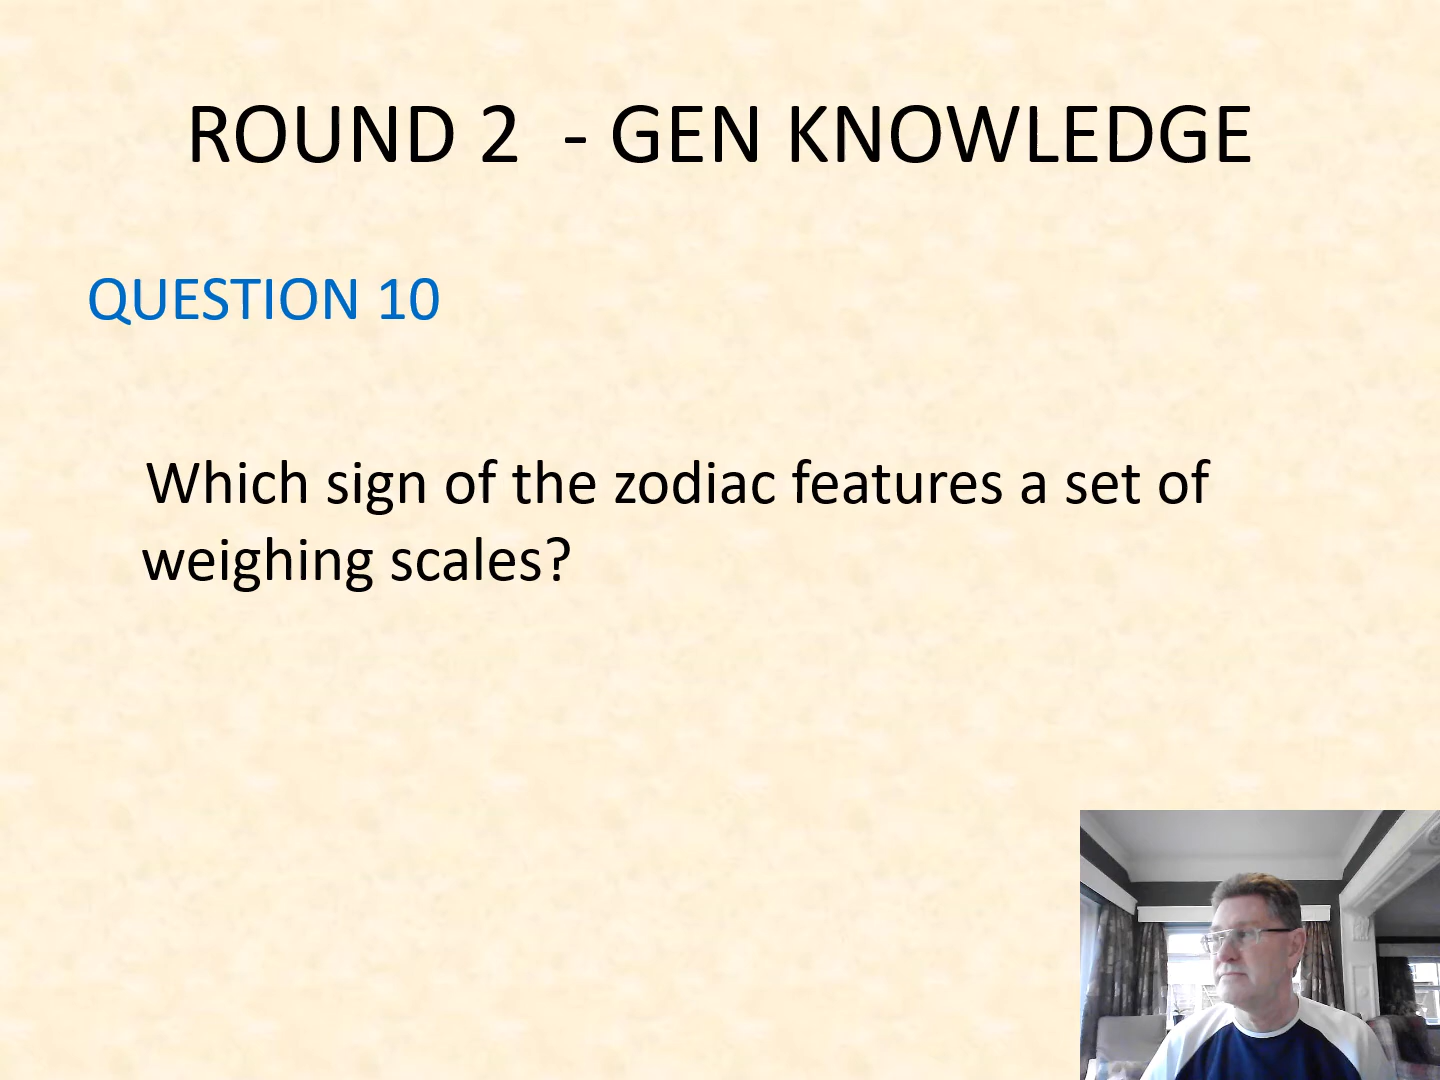 ROUND 2  - GEN KNOWLEDGE
QUESTION 10
Which sign of the zodiac features a set of
weighing scales?